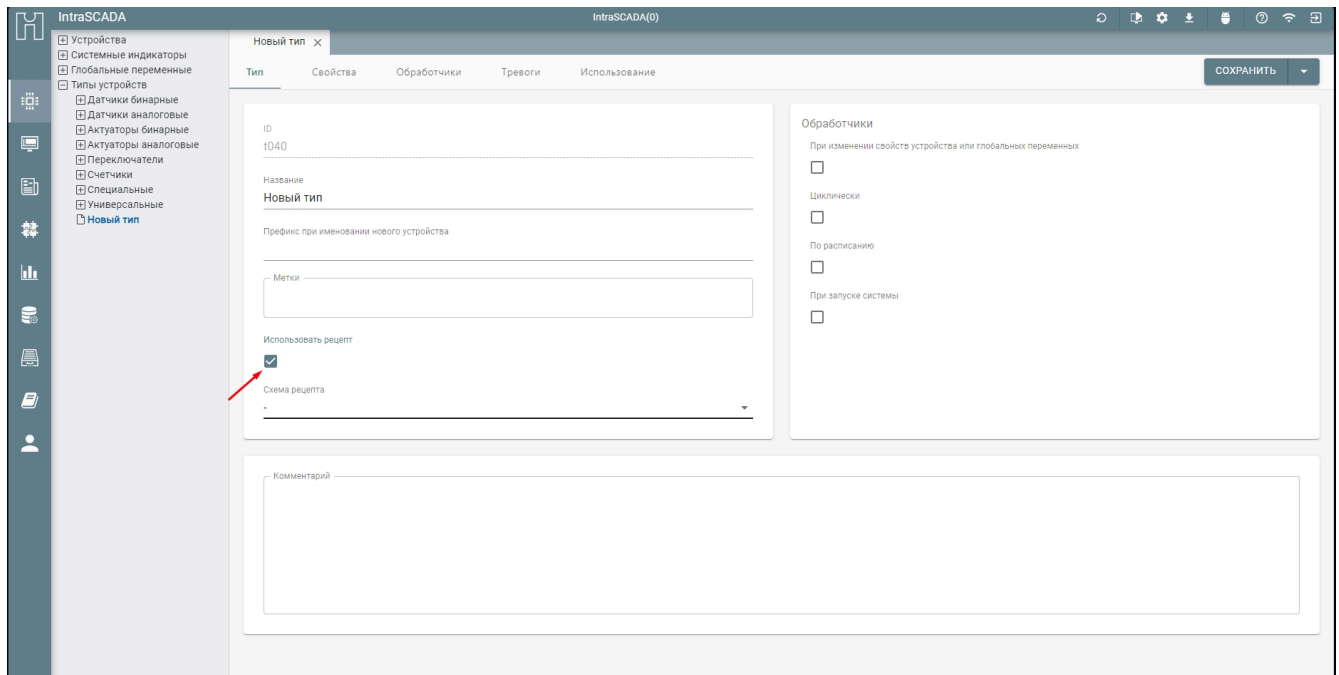 IntraSCADA
IntraSCADA(0)
Устройства
Системные индикаторы
Глобальные переменные
Типы устройств
Датчики бинарные
Датчики аналоговые
Актуаторы бинарные
Актуаторы аналоговые
Переключатели
Счетчики
Специальные
Универсальные
Новый тип
Новый тип
Тип Свойства Обработчики Тревоги Использование
СОХРАНИТЬ
ID
t040
Название
Новый тип
Префикс при именовании нового устройства
Метки
Использовать рецепт
Схема рецепта
-
Обработчики
При изменении свойств устройства или глобальных переменных
Циклически
По расписанию
При запуске системы
Комментарий